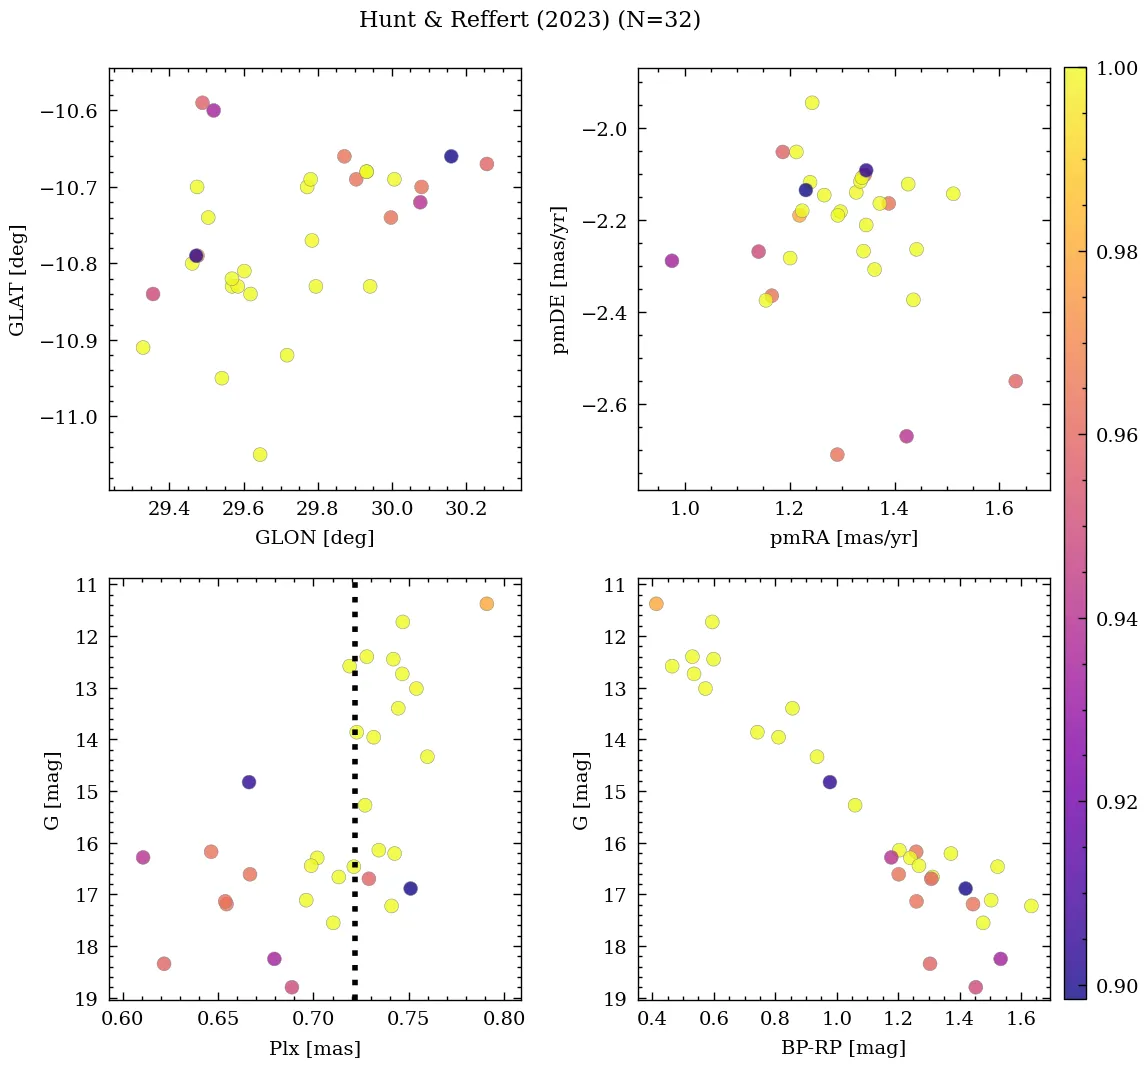 Hunt & Reffert (2023) (N=32)
−10.6
−10.7
−10.8
−10.9
−11.0
GLAT [deg]
29.4 29.6 29.8 30.0 30.2
GLON [deg]
−2.0
−2.2
−2.4
−2.6
pmDE [mas/yr]
1.0 1.2 1.4 1.6
pmRA [mas/yr]
11
12
13
14
15
16
17
18
19
G [mag]
0.60 0.65 0.70 0.75 0.80
Plx [mas]
11
12
13
14
15
16
17
18
19
G [mag]
0.4 0.6 0.8 1.0 1.2 1.4 1.6
BP-RP [mag]
1.00
0.98
0.96
0.94
0.92
0.90